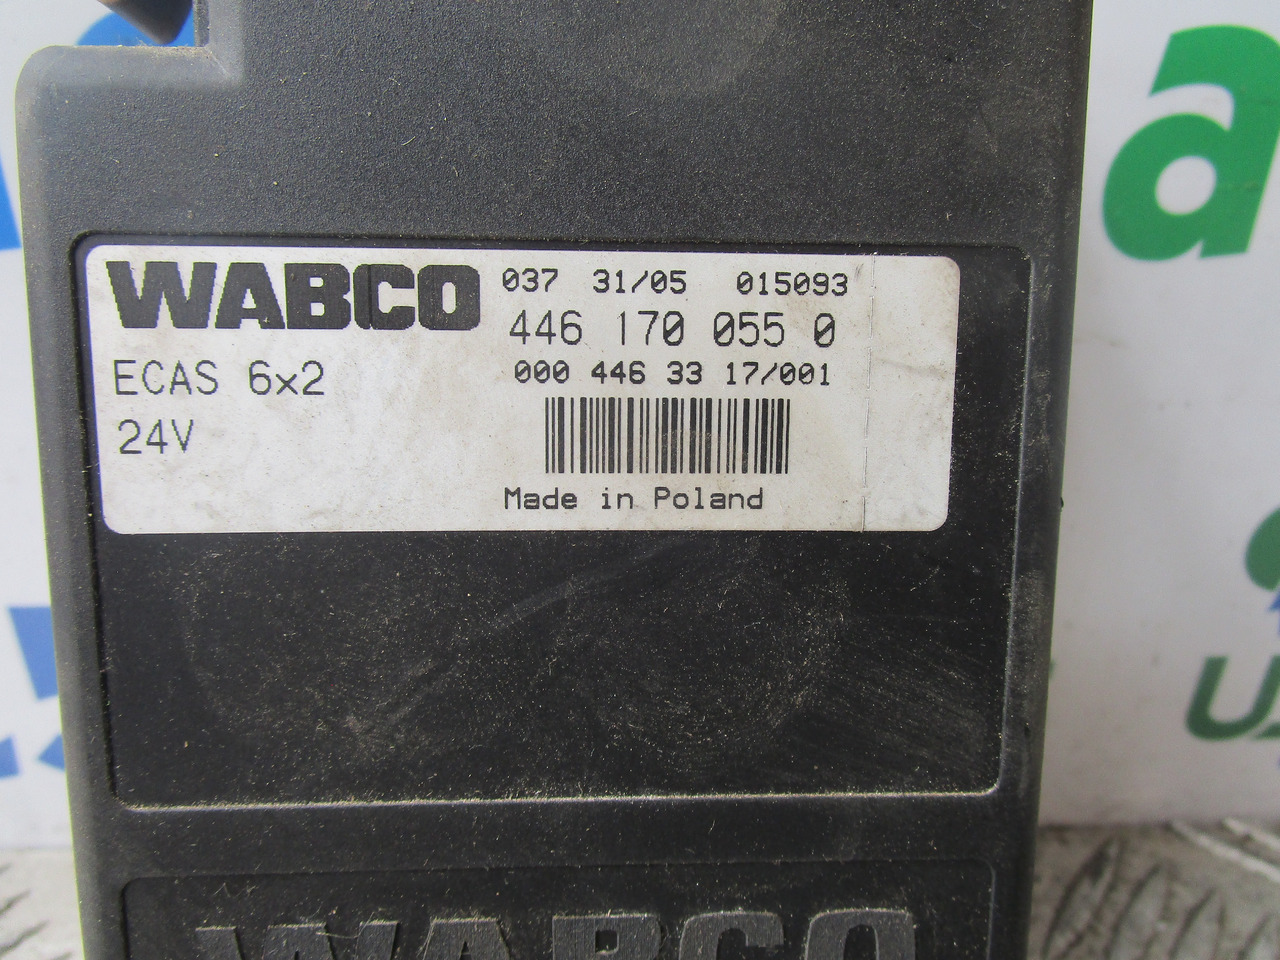 WABCO 037 31/05 015093
446 170 055 0
ECAS 6x2 000 446 33 17/001
24V
Made in Poland
WABCO